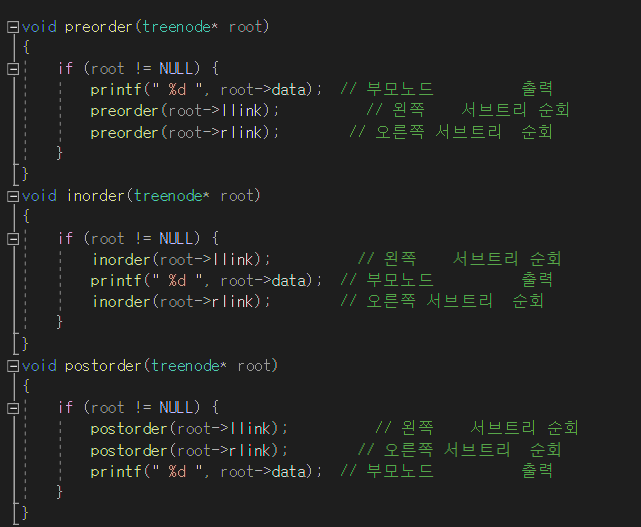 void preorder(treenode* root)
{
if (root != NULL) {
printf(" %d ", root->data); // 부모노드 출력
preorder(root->llink); // 왼쪽 서브트리 순회
preorder(root->rlink); // 오른쪽 서브트리 순회
}
}
void inorder(treenode* root)
{
if (root != NULL) {
inorder(root->llink); // 왼쪽 서브트리 순회
printf(" %d ", root->data); // 부모노드 출력
inorder(root->rlink); // 오른쪽 서브트리 순회
}
}
void postorder(treenode* root)
{
if (root != NULL) {
postorder(root->llink); // 왼쪽 서브트리 순회
postorder(root->rlink); // 오른쪽 서브트리 순회
printf(" %d ", root->data); // 부모노드 출력
}
}